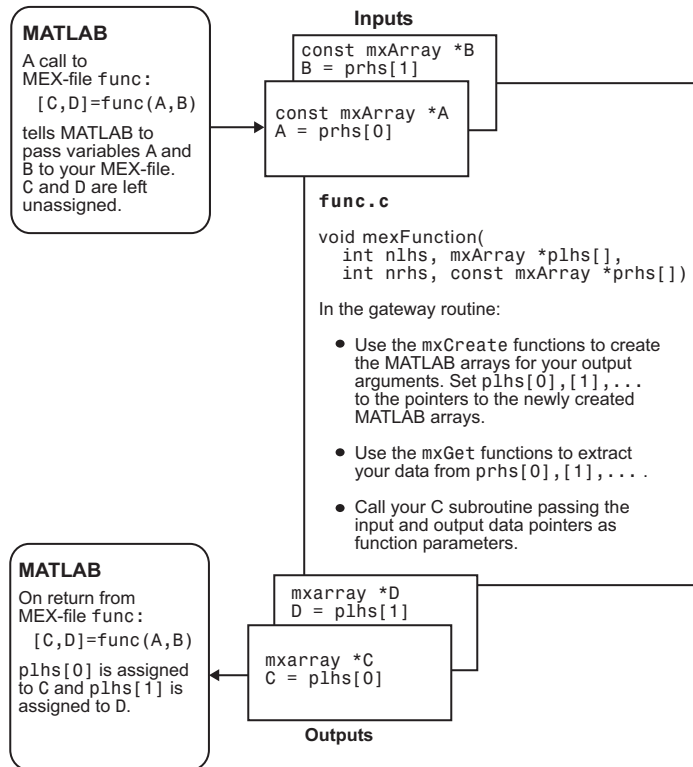 MATLAB
A call to
MEX-file func:
[C,D]=func(A,B)
tells MATLAB to
pass variables A and
B to your MEX-file.
C and D are left
unassigned.
Inputs
const mxArray *B
B = prhs[1]
const mxArray *A
A = prhs[0]
func.c
void mexFunction(
int nlhs, mxArray *plhs[],
int nrhs, const mxArray *prhs[])
In the gateway routine:
• Use the mxCreate functions to create
the MATLAB arrays for your output
arguments. Set plhs[0],[1],...
to the pointers to the newly created
MATLAB arrays.
• Use the mxGet functions to extract
your data from prhs[0],[1],... .
• Call your C subroutine passing the
input and output data pointers as
function parameters.
MATLAB
On return from
MEX-file func:
[C,D]=func(A,B)
plhs[0] is assigned
to C and plhs[1] is
assigned to D.
mxarray *D
D = plhs[1]
mxarray *C
C = plhs[0]
Outputs